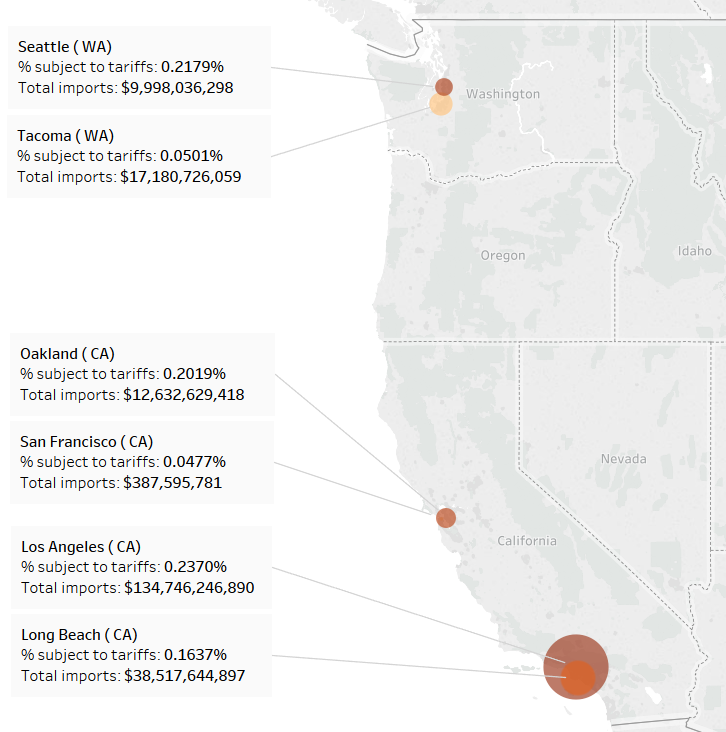 Seattle ( WA)
% subject to tariffs: 0.2179%
Total imports: $9,998,036,298
Tacoma ( WA)
% subject to tariffs: 0.0501%
Total imports: $17,180,726,059
Washington
Oregon
Idaho
Oakland ( CA)
% subject to tariffs: 0.2019%
Total imports: $12,632,629,418
San Francisco ( CA)
% subject to tariffs: 0.0477%
Total imports: $387,595,781
Nevada
California
Los Angeles ( CA)
% subject to tariffs: 0.2370%
Total imports: $134,746,246,890
Long Beach ( CA)
% subject to tariffs: 0.1637%
Total imports: $38,517,644,897